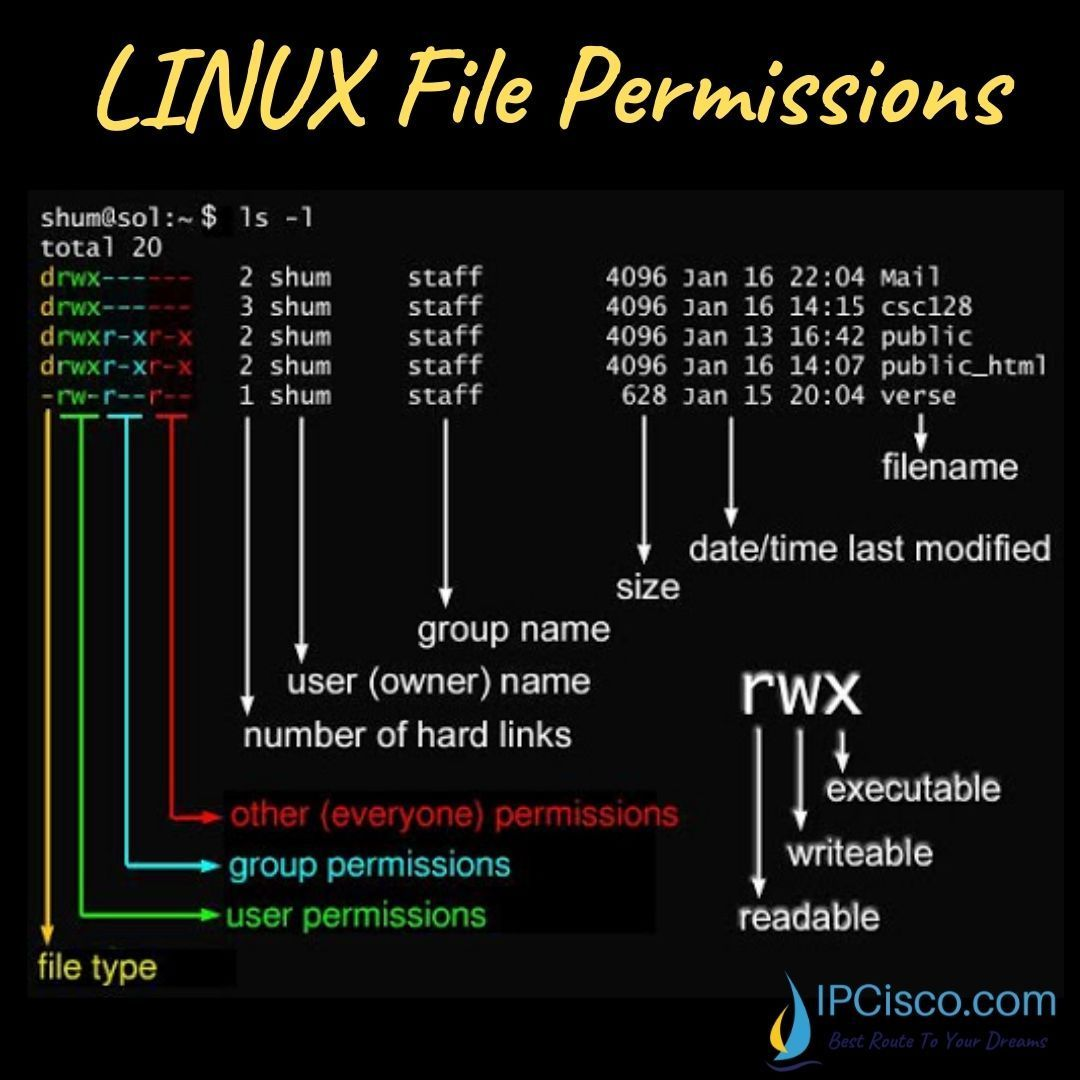 LINUX File Permissions
shum@sol:~$ ls -l
total 20
drwx------ 2 shum staff 4096 Jan 16 22:04 Mail
drwx------ 3 shum staff 4096 Jan 16 14:15 csc128
drwxr-xr-x 2 shum staff 4096 Jan 13 16:42 public
drwxr-xr-x 2 shum staff 4096 Jan 16 14:07 public_html
-rw-r--r-- 1 shum staff 628 Jan 15 20:04 verse
filename
date/time last modified
size
group name
user (owner) name
number of hard links
rwx
executable
writeable
readable
other (everyone) permissions
group permissions
user permissions
file type
IPCisco.com
Best Route To Your Dreams